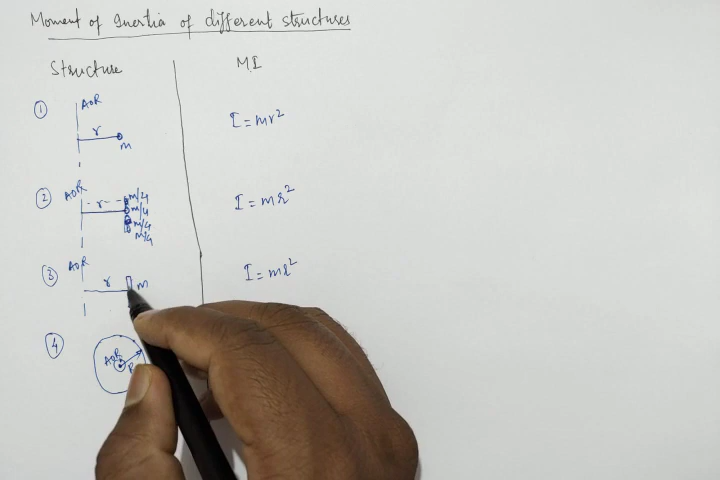 Moment of Inertia of different structures
Structure MI
① AOR r m I = mr²
② AOR r m/4 m/4 m/4 m/4 I = mr²
③ AOR r m I = mr²
④ AOR R